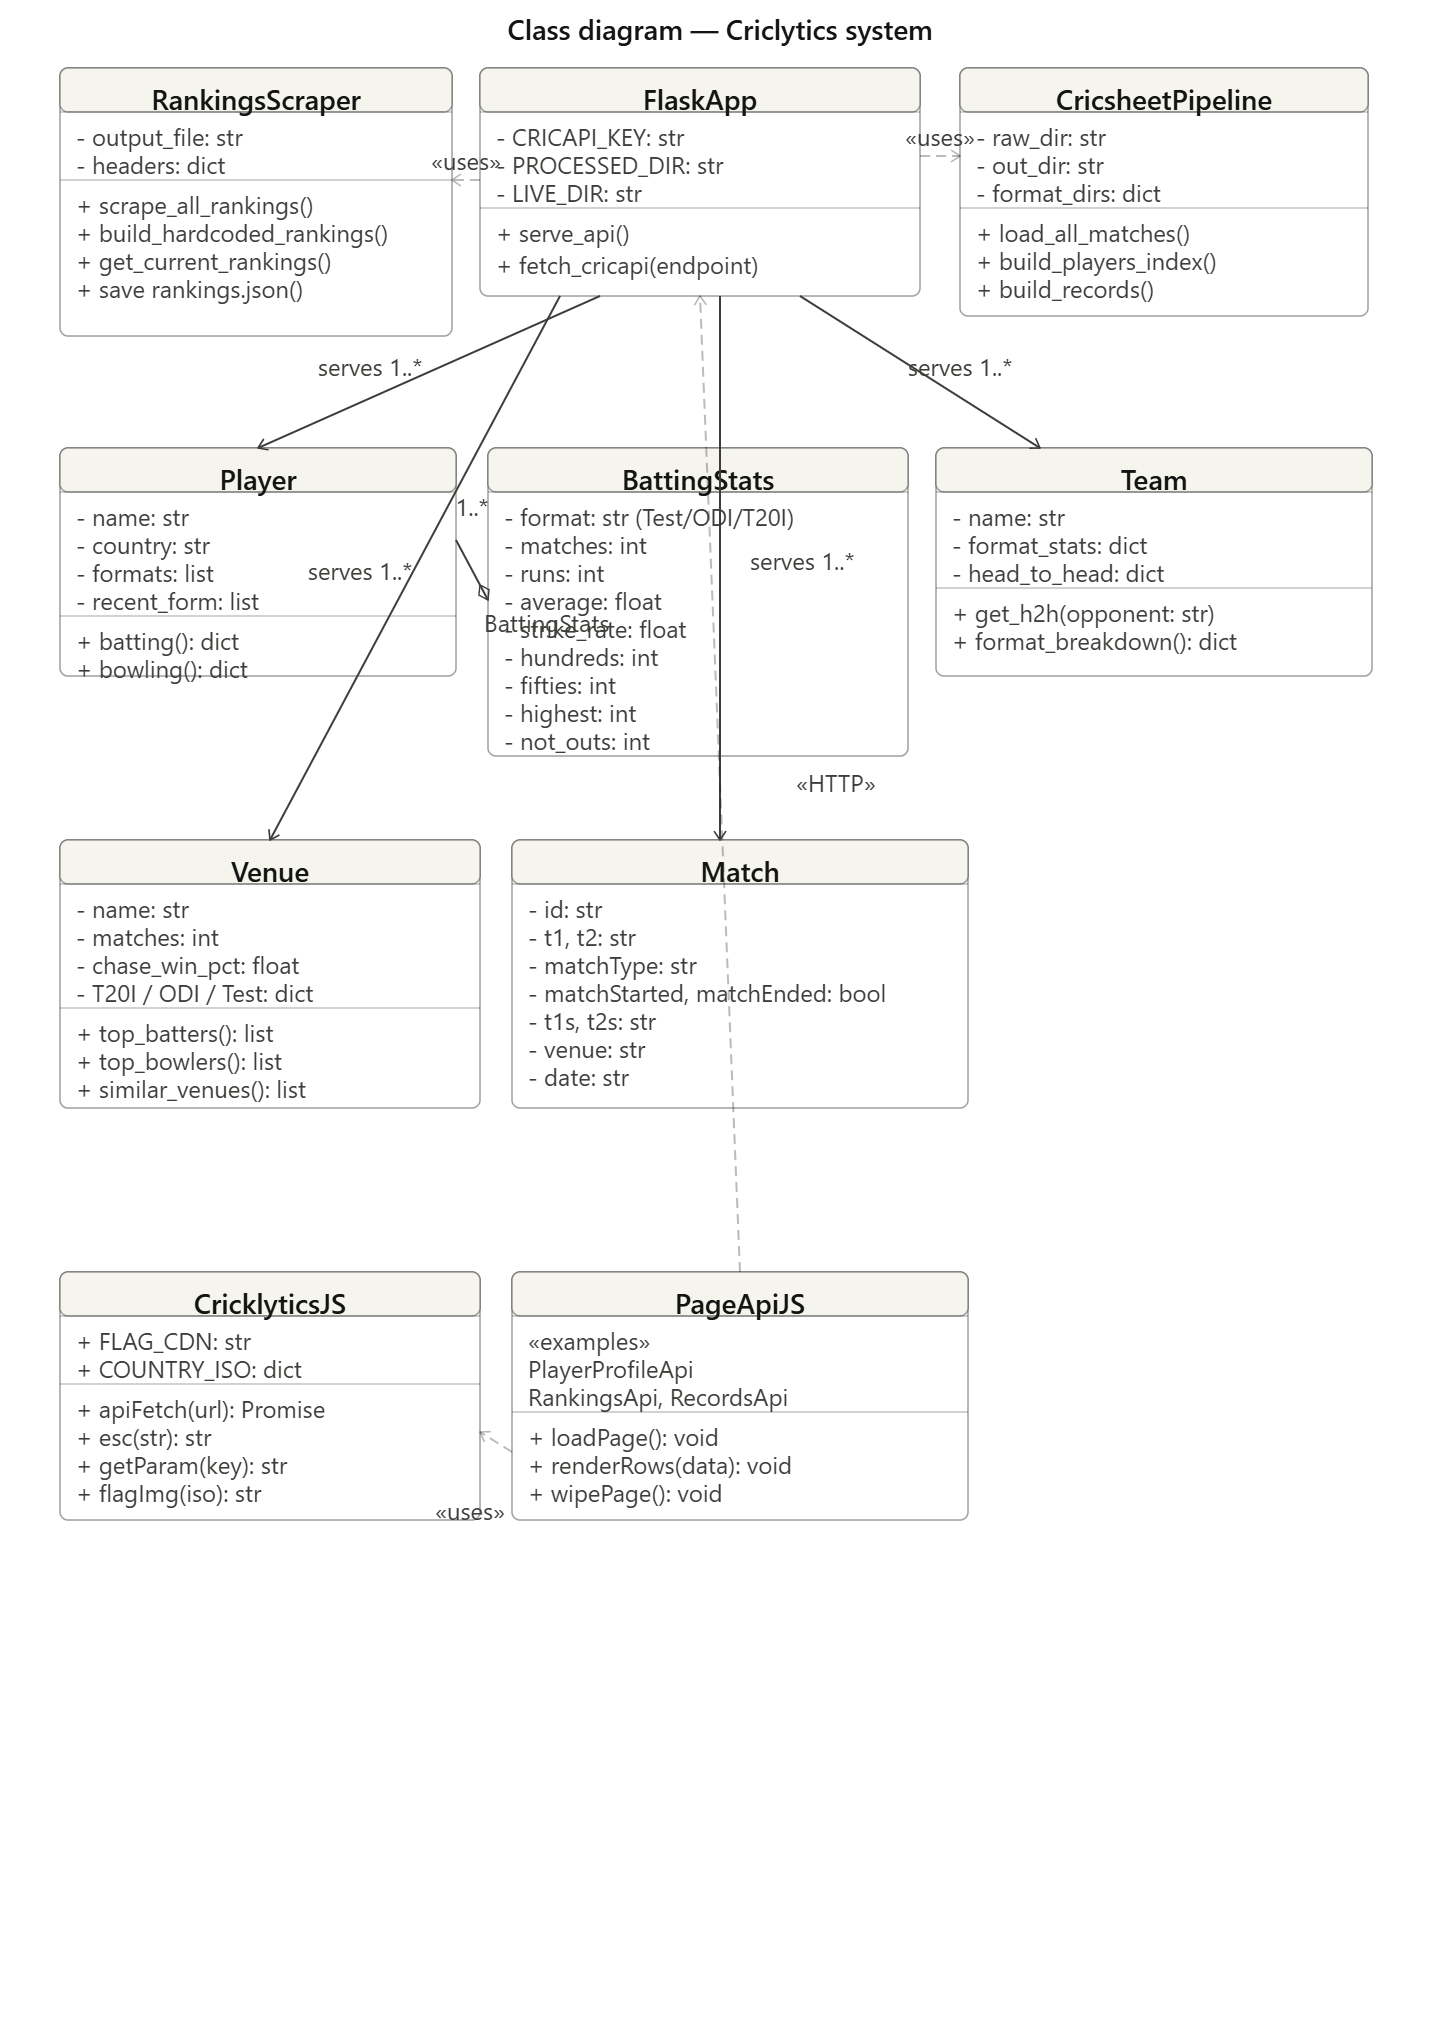 Class diagram — Criclytics system
RankingsScraper
- output_file: str
- headers: dict
+ scrape_all_rankings()
+ build_hardcoded_rankings()
+ get_current_rankings()
+ save rankings.json()
«uses»
FlaskApp
- CRICAPI_KEY: str
- PROCESSED_DIR: str
- LIVE_DIR: str
+ serve_api()
+ fetch_cricapi(endpoint)
«uses»
CricsheetPipeline
- raw_dir: str
- out_dir: str
- format_dirs: dict
+ load_all_matches()
+ build_players_index()
+ build_records()
serves 1..*
serves 1..*
Player
- name: str
- country: str
- formats: list
- recent_form: list
+ batting(): dict
+ bowling(): dict
serves 1..*
1..*
BattingStats
BattingStats
- format: str (Test/ODI/T20I)
- matches: int
- runs: int
- average: float
- strike_rate: float
- hundreds: int
- fifties: int
- highest: int
- not_outs: int
serves 1..*
Team
- name: str
- format_stats: dict
- head_to_head: dict
+ get_h2h(opponent: str)
+ format_breakdown(): dict
«HTTP»
Venue
- name: str
- matches: int
- chase_win_pct: float
- T20I / ODI / Test: dict
+ top_batters(): list
+ top_bowlers(): list
+ similar_venues(): list
Match
- id: str
- t1, t2: str
- matchType: str
- matchStarted, matchEnded: bool
- t1s, t2s: str
- venue: str
- date: str
CricklyticsJS
+ FLAG_CDN: str
+ COUNTRY_ISO: dict
+ apiFetch(url): Promise
+ esc(str): str
+ getParam(key): str
+ flagImg(iso): str
«uses»
PageApiJS
«examples»
PlayerProfileApi
RankingsApi, RecordsApi
+ loadPage(): void
+ renderRows(data): void
+ wipePage(): void